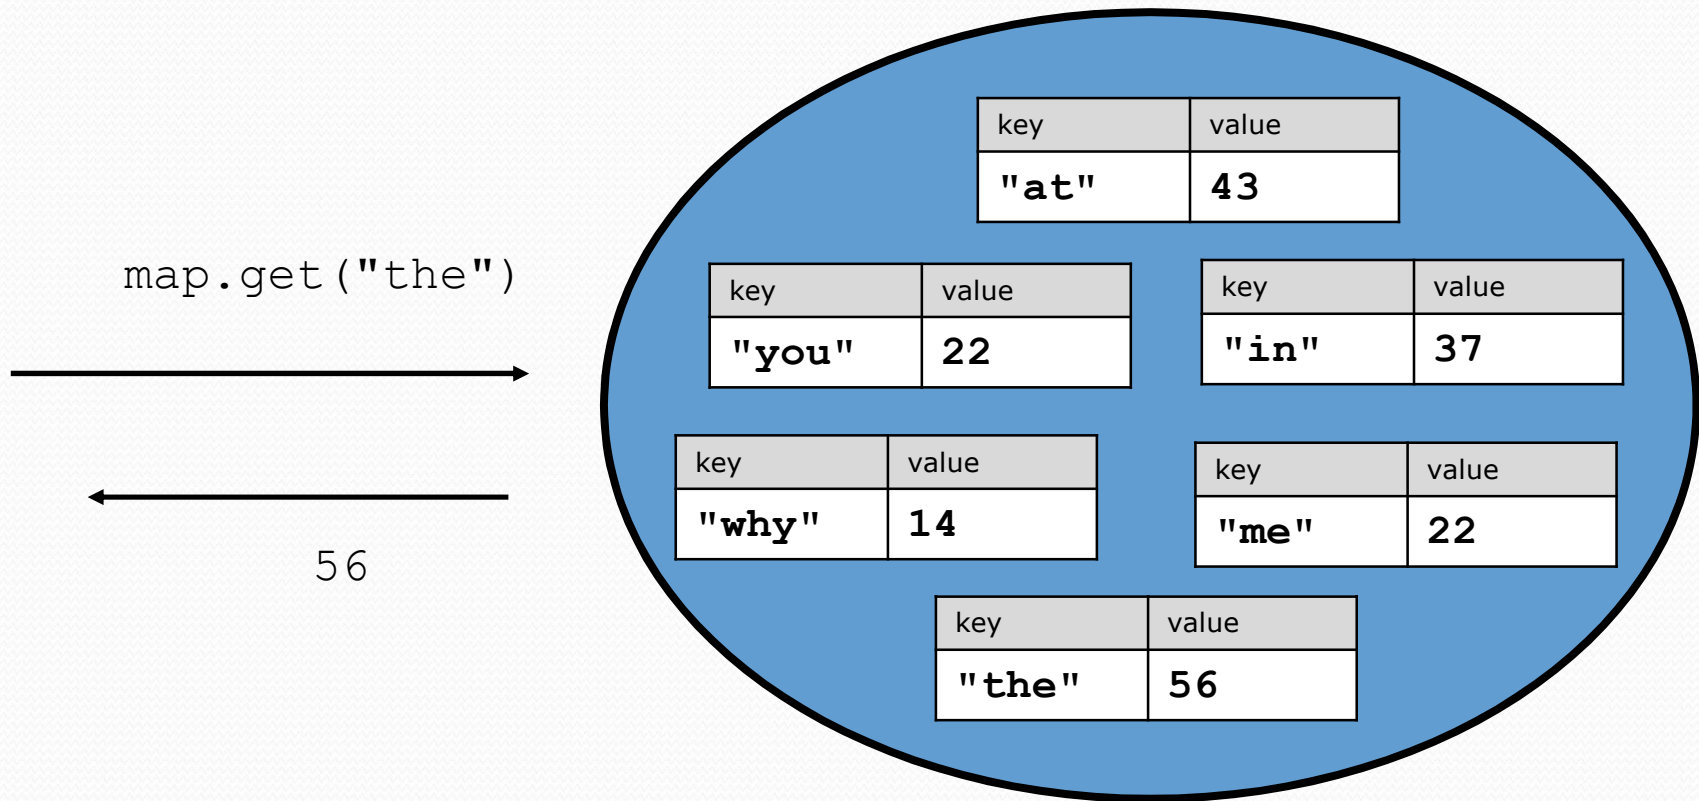 map.get("the")
56
key value
"at" 43
key value
"you" 22
key value
"in" 37
key value
"why" 14
key value
"me" 22
key value
"the" 56